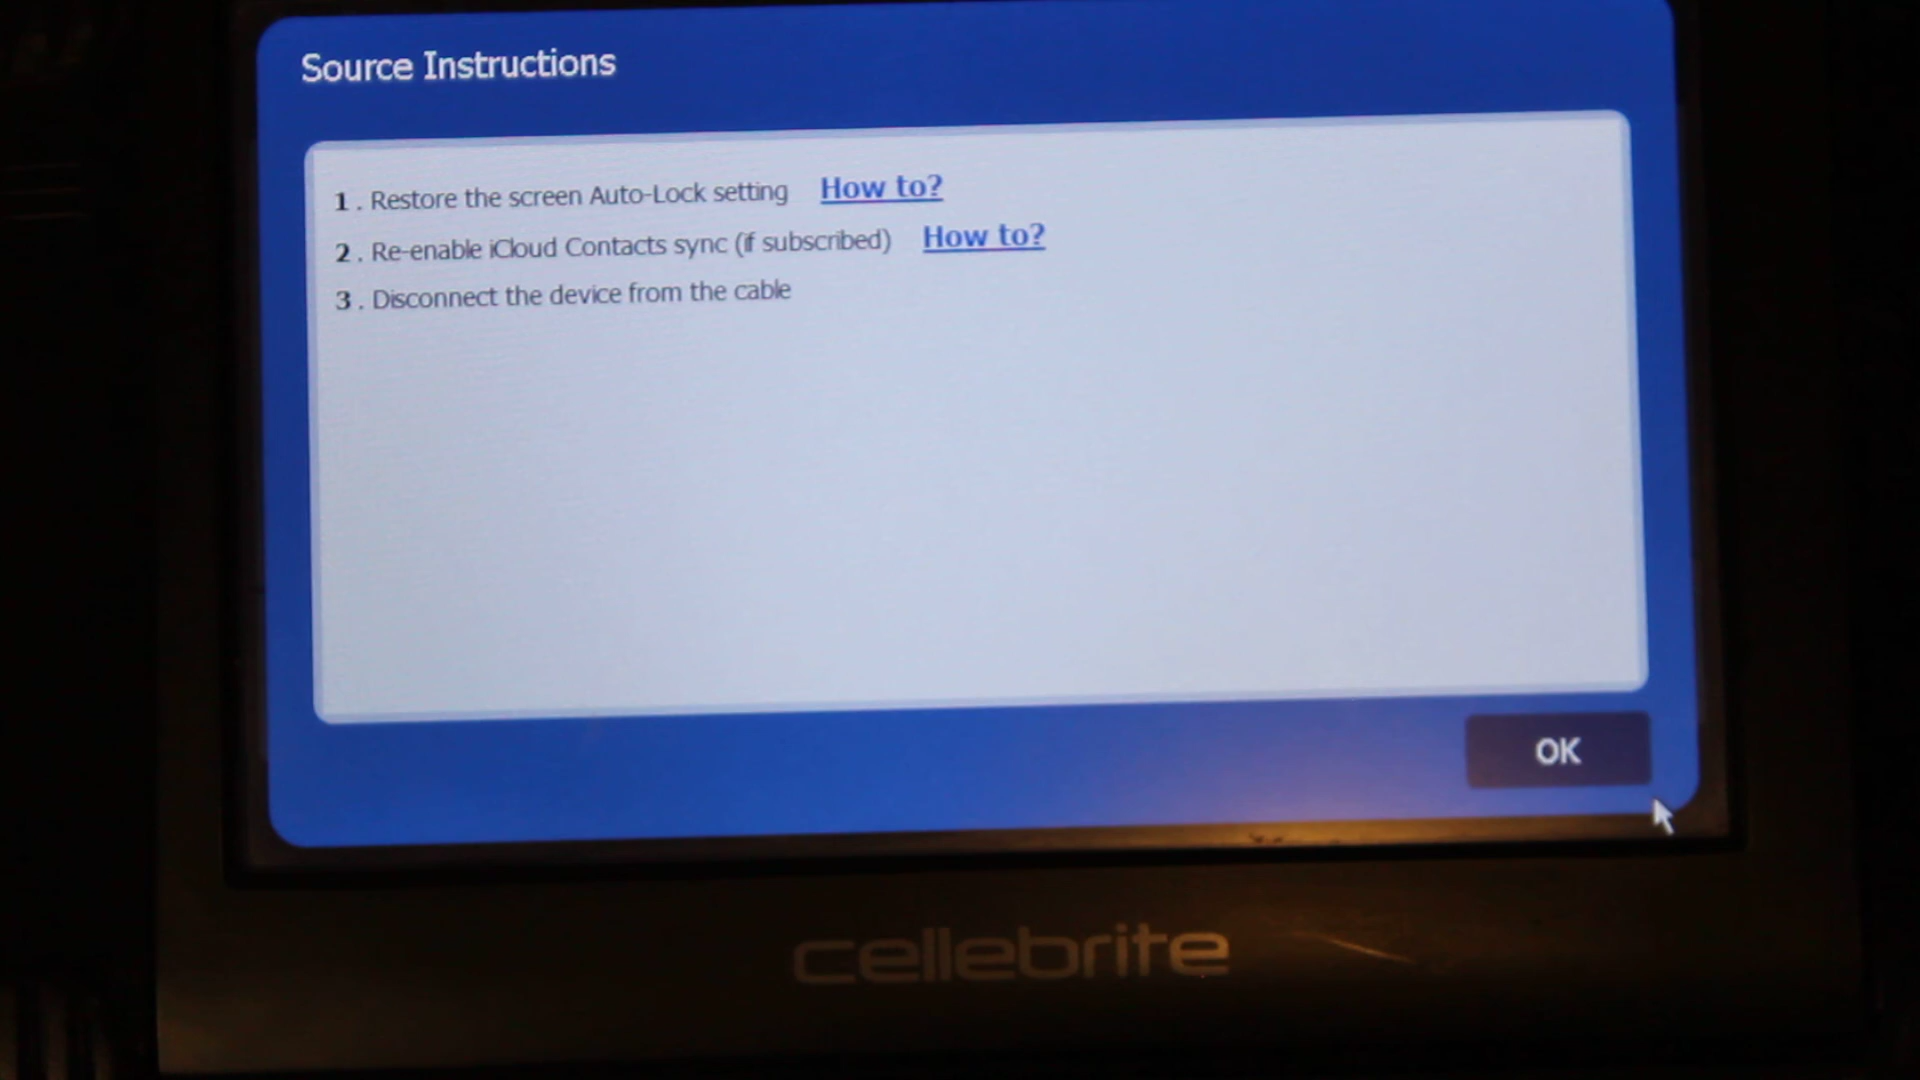 Source Instructions
1. Restore the screen Auto-Lock setting How to?
2. Re-enable iCloud Contacts sync (if subscribed) How to?
3. Disconnect the device from the cable
OK
cellebrite